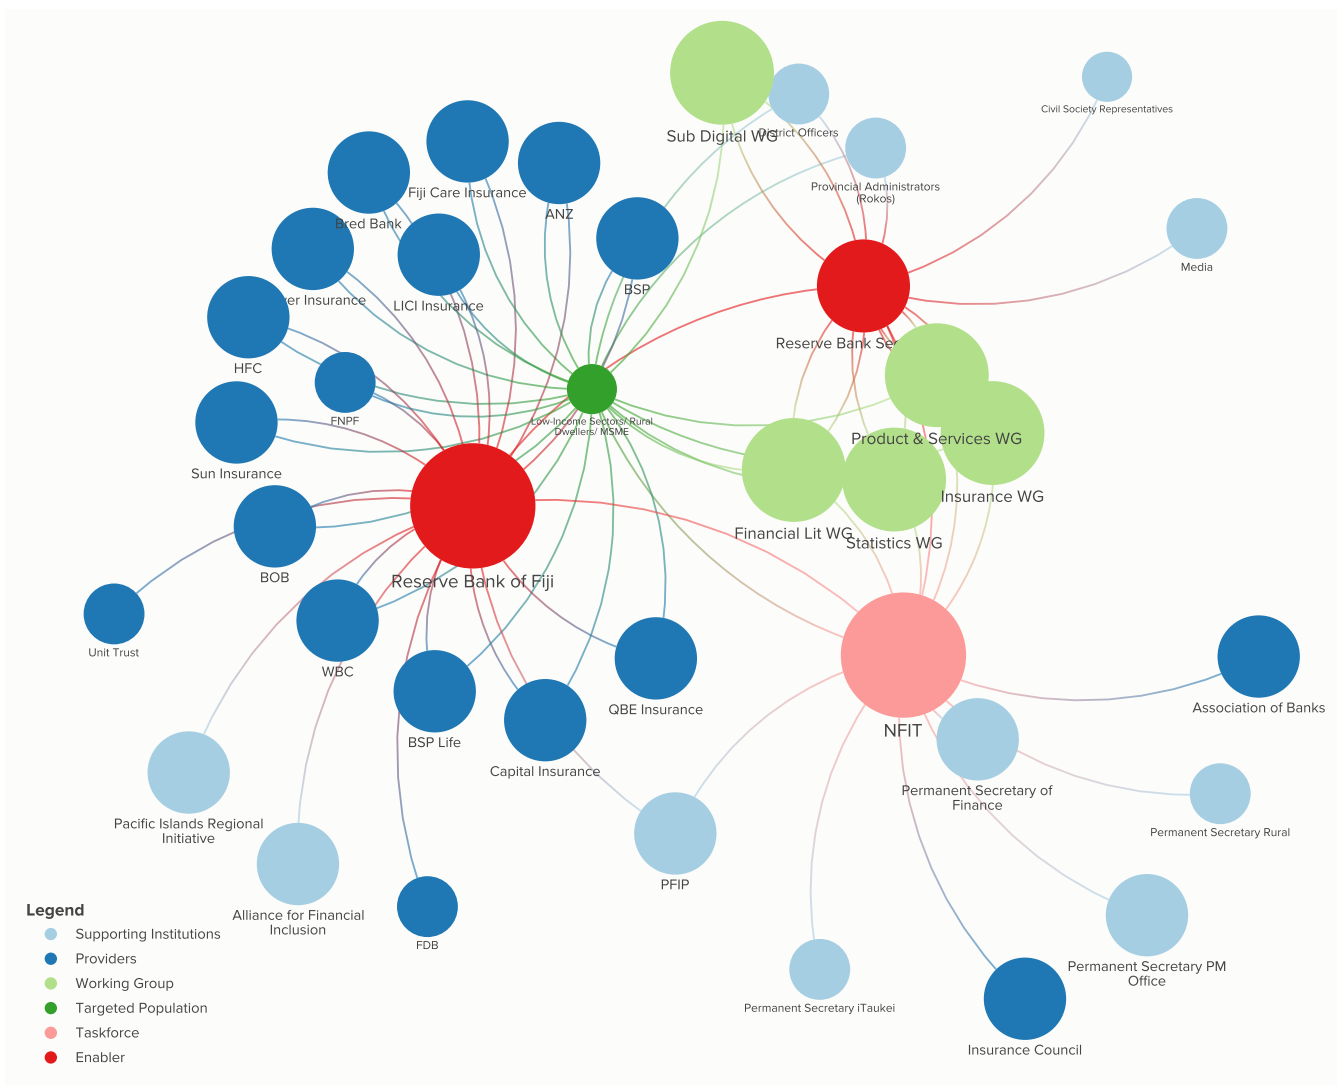 Civil Society Representatives
Sub Digital WG
District Officers
Provincial Administrators
(Rokos)
Fiji Care Insurance
Bred Bank
ANZ
Media
BSP
Insurance
LICI Insurance
Reserve Bank
HFC
FNPF
Low-Income Sectors/ Rural
Dwellers/ MSME
Product & Services WG
Sun Insurance
Insurance WG
Financial Lit WG
Statistics WG
BOB
Reserve Bank of Fiji
Unit Trust
WBC
QBE Insurance
Association of Banks
NFIT
BSP Life
Capital Insurance
Permanent Secretary of
Finance
Pacific Islands Regional
Initiative
Permanent Secretary Rural
PFIP
Alliance for Financial
Inclusion
FDB
Permanent Secretary PM
Office
Permanent Secretary iTaukei
Insurance Council
Legend
Supporting Institutions
Providers
Working Group
Targeted Population
Taskforce
Enabler